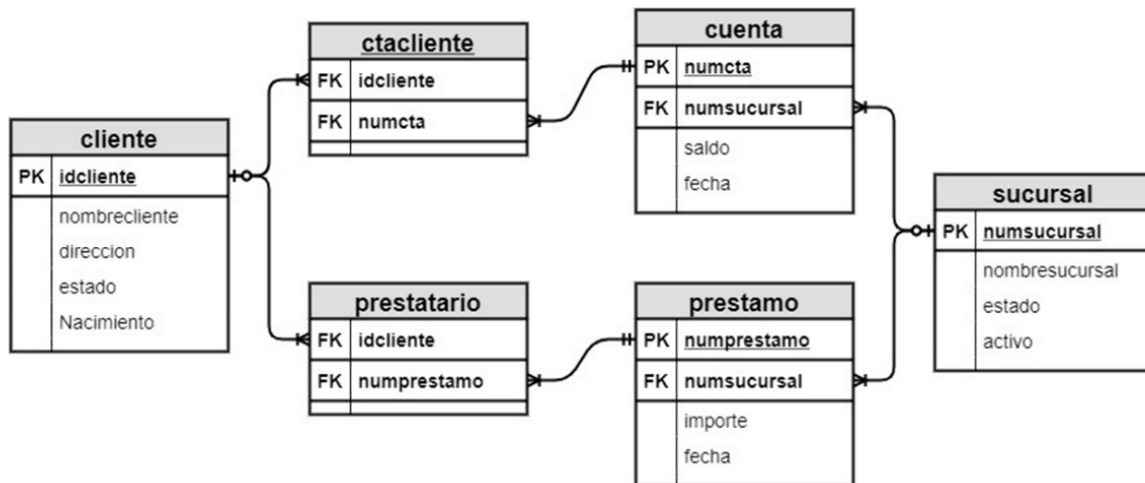 cliente
PK idcliente
nombrecliente
direccion
estado
Nacimiento
ctacliente
FK idcliente
FK numcta
prestatario
FK idcliente
FK numprestamo
cuenta
PK numcta
FK numsucursal
saldo
fecha
prestamo
PK numprestamo
FK numsucursal
importe
fecha
sucursal
PK numsucursal
nombresucursal
estado
activo